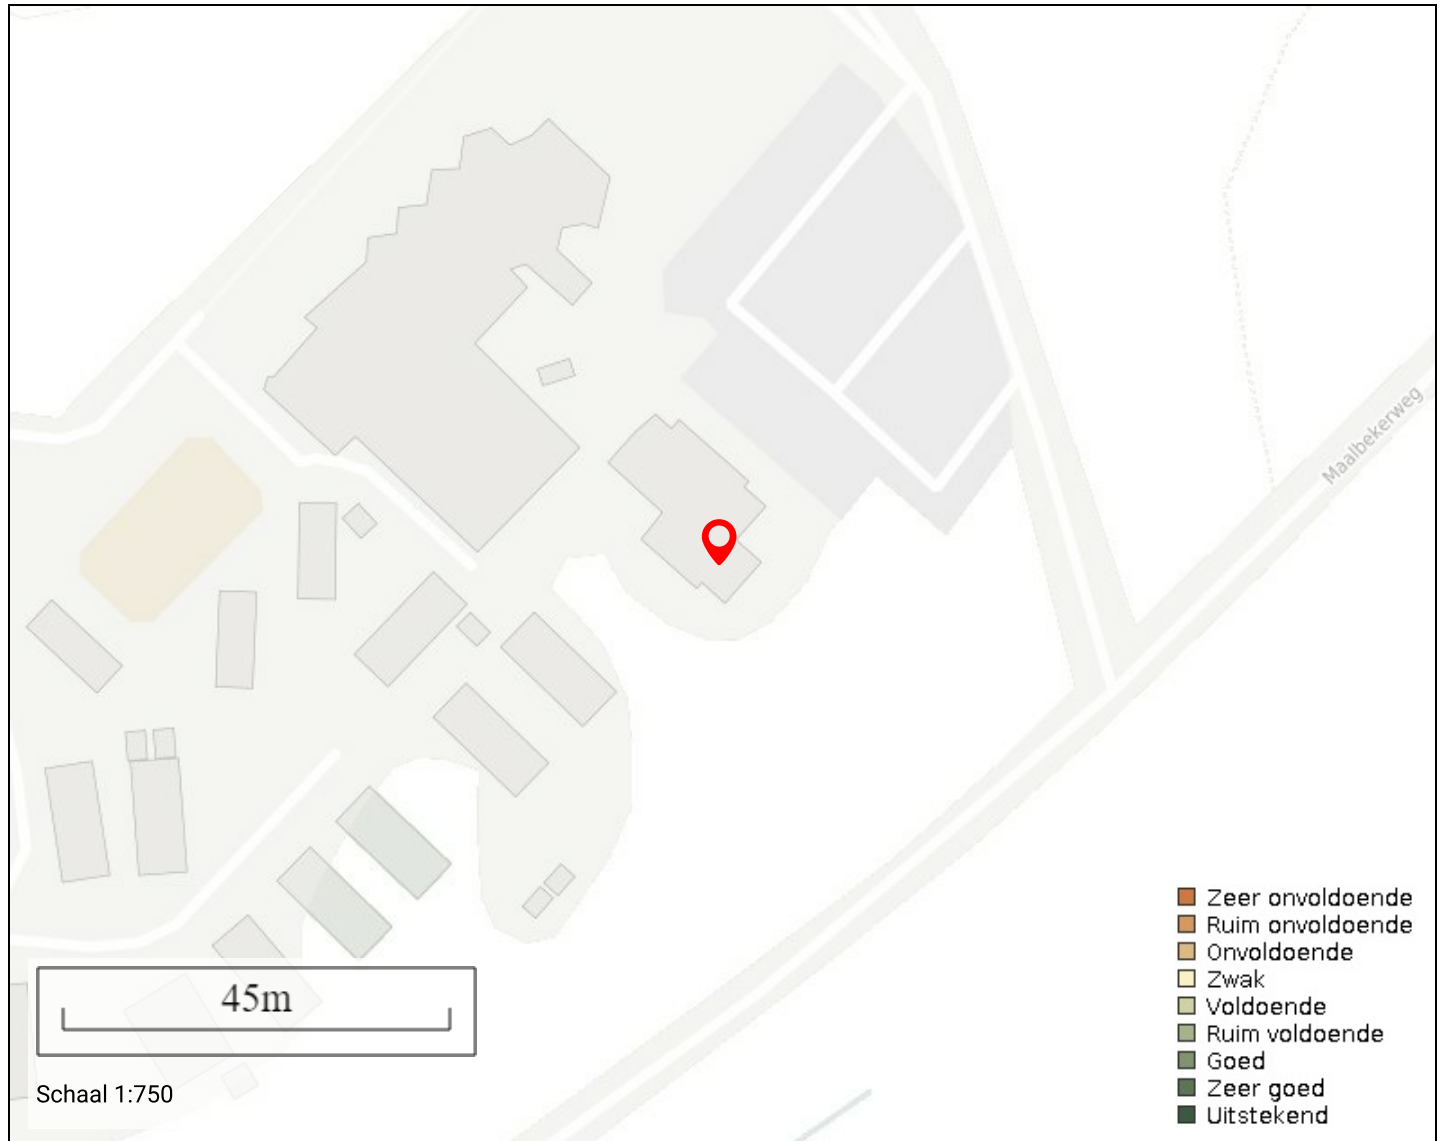 Maalbekerweg
Zeer onvoldoende
Ruim onvoldoende
Onvoldoende
Zwak
Voldoende
Ruim voldoende
Goed
Zeer goed
Uitstekend
45m
Schaal 1:750